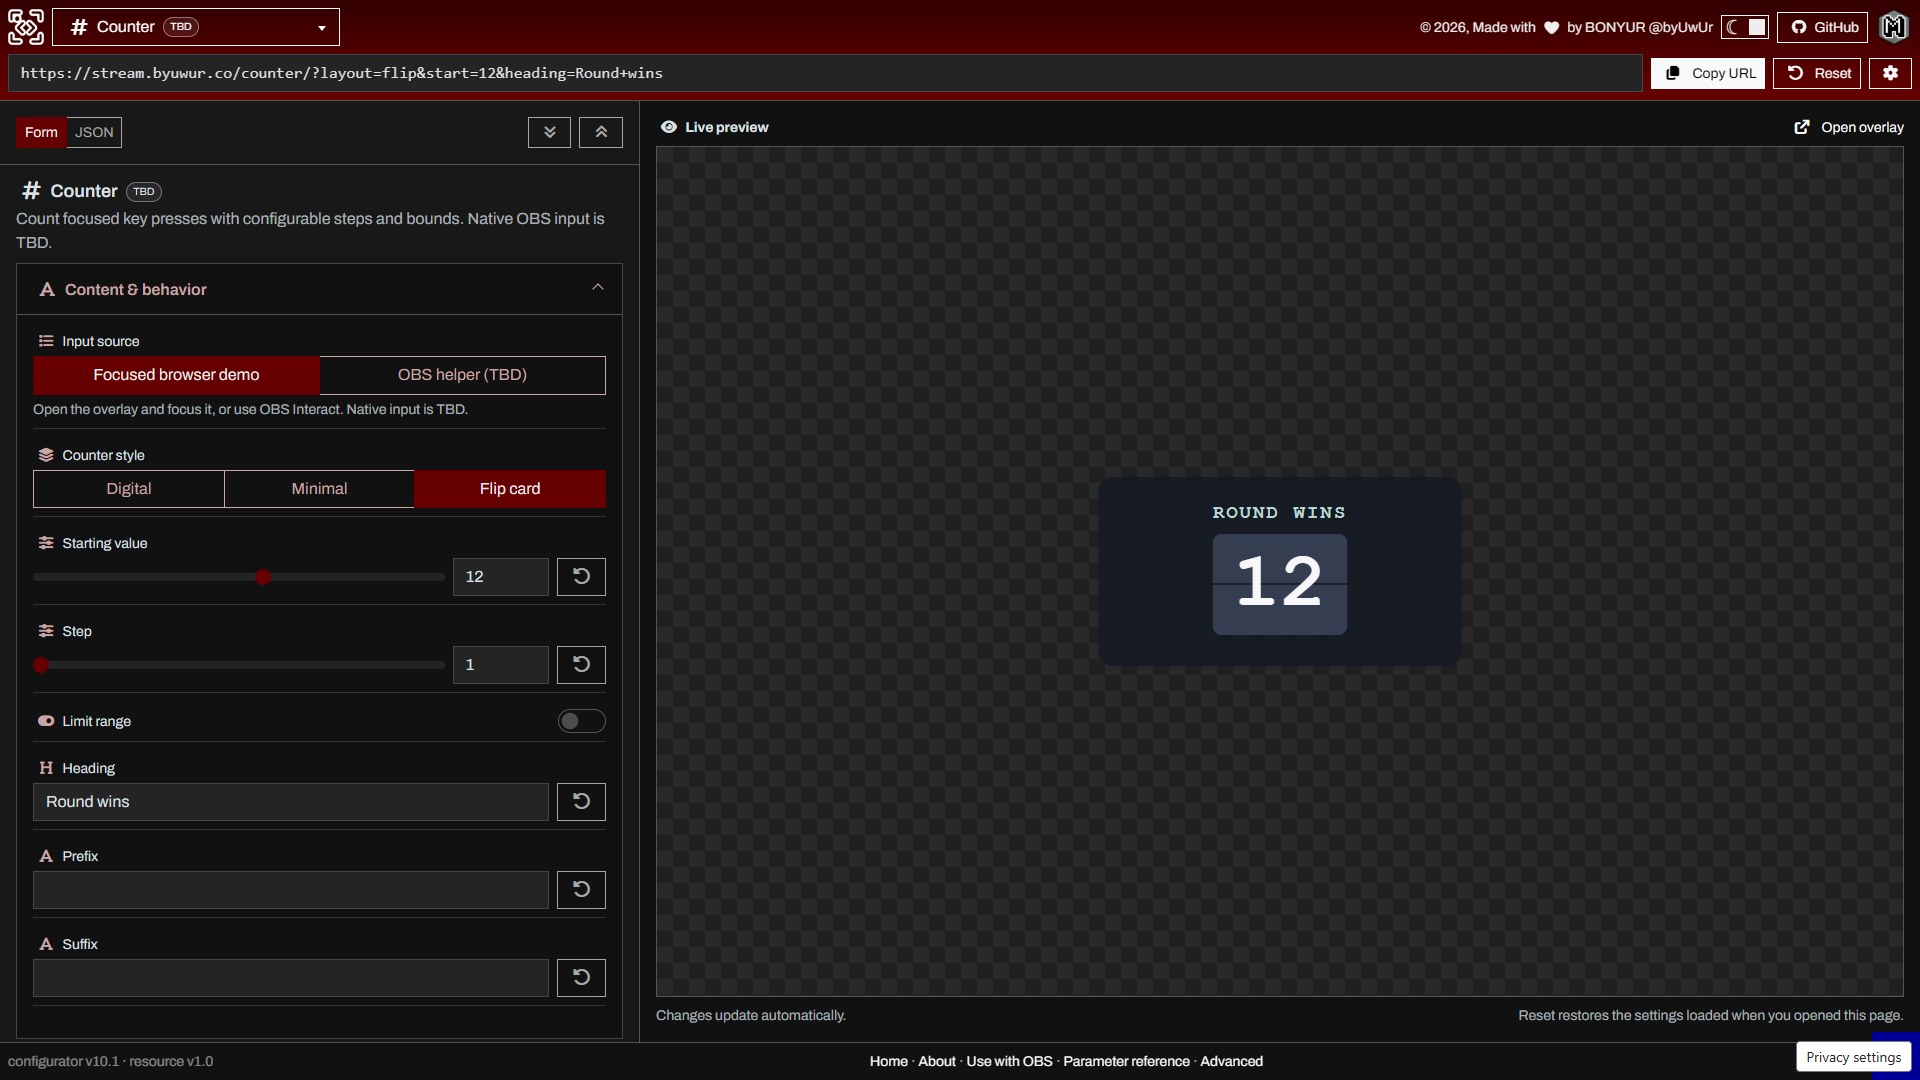 Counter TBD
© 2026, Made with by BONYUR @byUwUr
GitHub
https://stream.byuwur.co/counter/?layout=flip&start=12&heading=Round+wins
Copy URL
Reset
Form JSON
Live preview
Open overlay
Counter TBD
Count focused key presses with configurable steps and bounds. Native OBS input is
TBD.
Content & behavior
Input source
Focused browser demo OBS helper (TBD)
Open the overlay and focus it, or use OBS Interact. Native input is TBD.
Counter style
Digital Minimal Flip card
Starting value
12
Step
1
Limit range
Heading
Round wins
Prefix
Suffix
ROUND WINS
12
Changes update automatically.
Reset restores the settings loaded when you opened this page.
configurator v10.1 · resource v1.0
Home · About · Use with OBS · Parameter reference · Advanced
Privacy settings